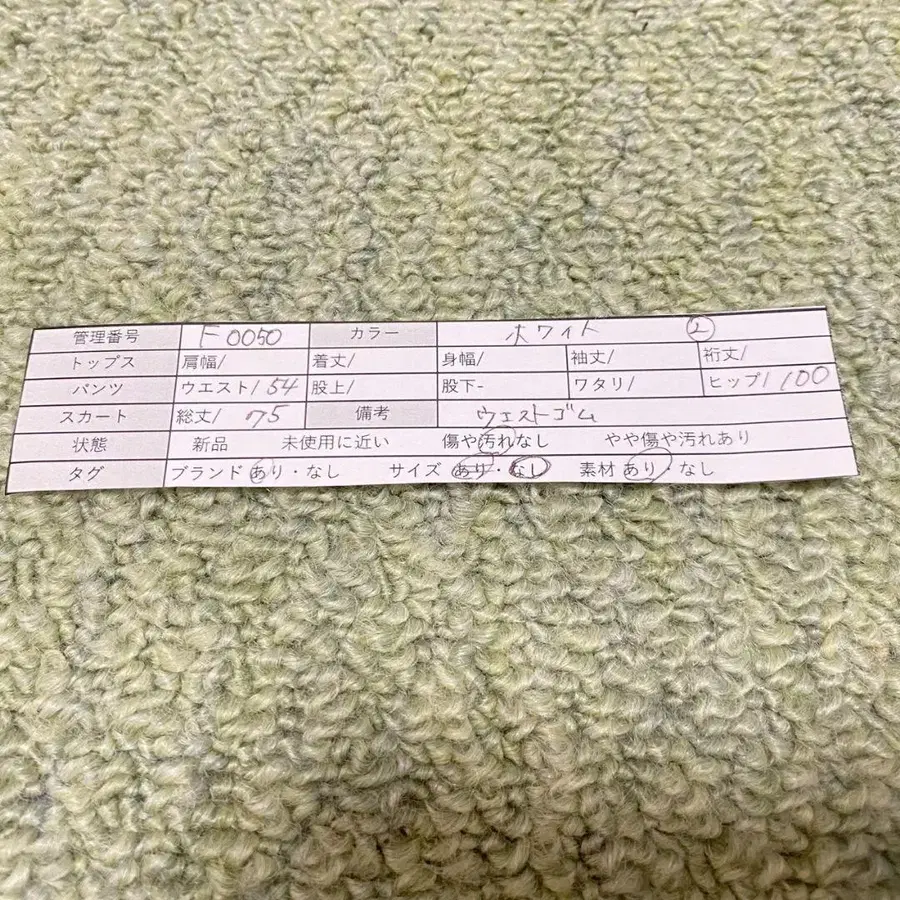 管理番号 F0050 カラー ホワイト ②
トップス 肩幅/ 着丈/ 身幅/ 袖丈/ 裄丈/
パンツ ウエスト/ 54 股上/ 股下- ワタリ/ ヒップ/ 100
スカート 総丈/ 75 備考 ウェストゴム
状態 新品 未使用に近い 傷や汚れなし やや傷や汚れあり
タグ ブランド あり・なし サイズ あり・なし 素材 あり・なし